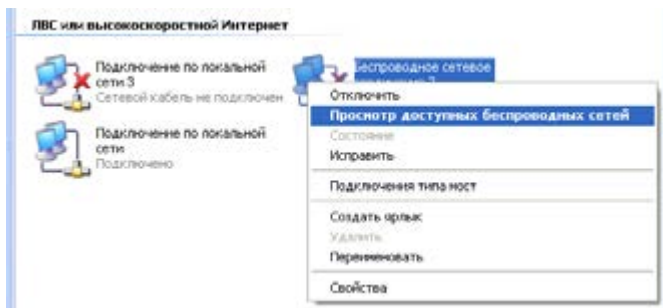 ЛВС или высокоскоростной Интернет
Подключение по локальной
сети 3
Сетевой кабель не подключен
Подключение по локальной
сети
Подключено
Беспроводное сетевое
Отключить
Просмотр доступных беспроводных сетей
Состояние
Исправить
Подключения типа мост
Создать ярлык
Удалить
Переименовать
Свойства